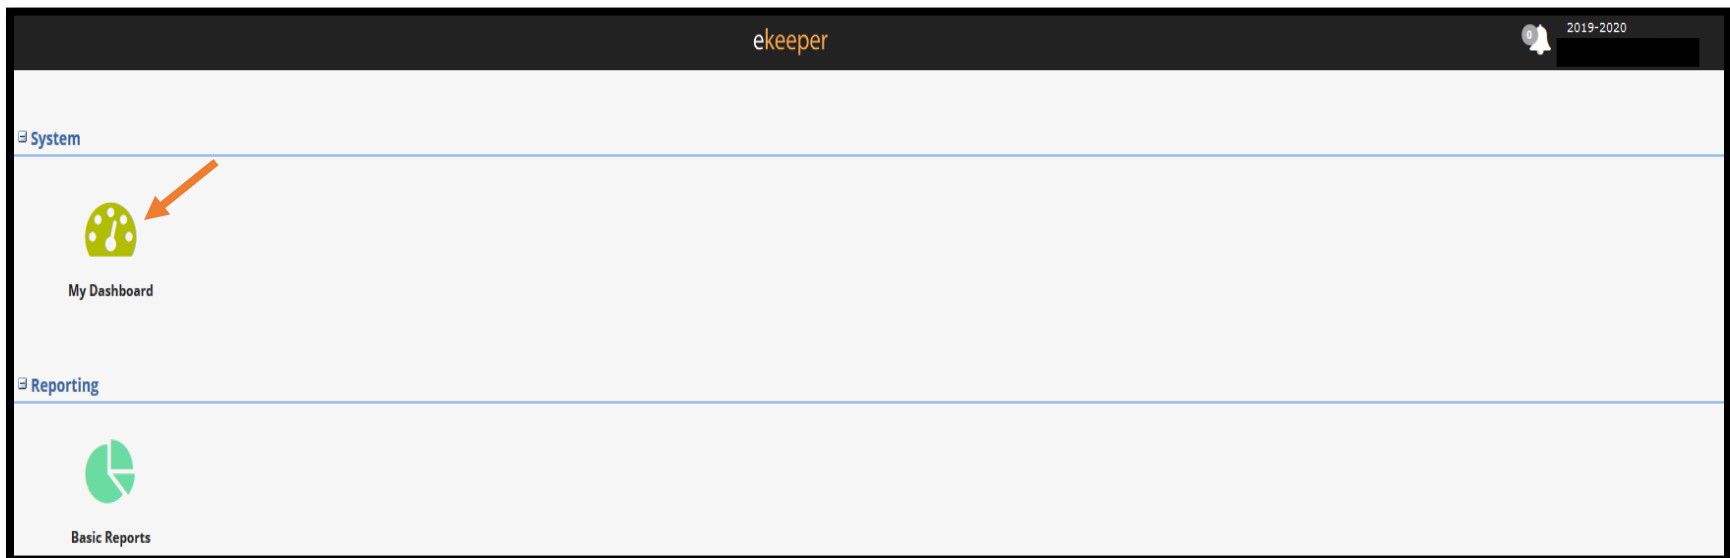 ekeeper
0
2019-2020
System
My Dashboard
Reporting
Basic Reports